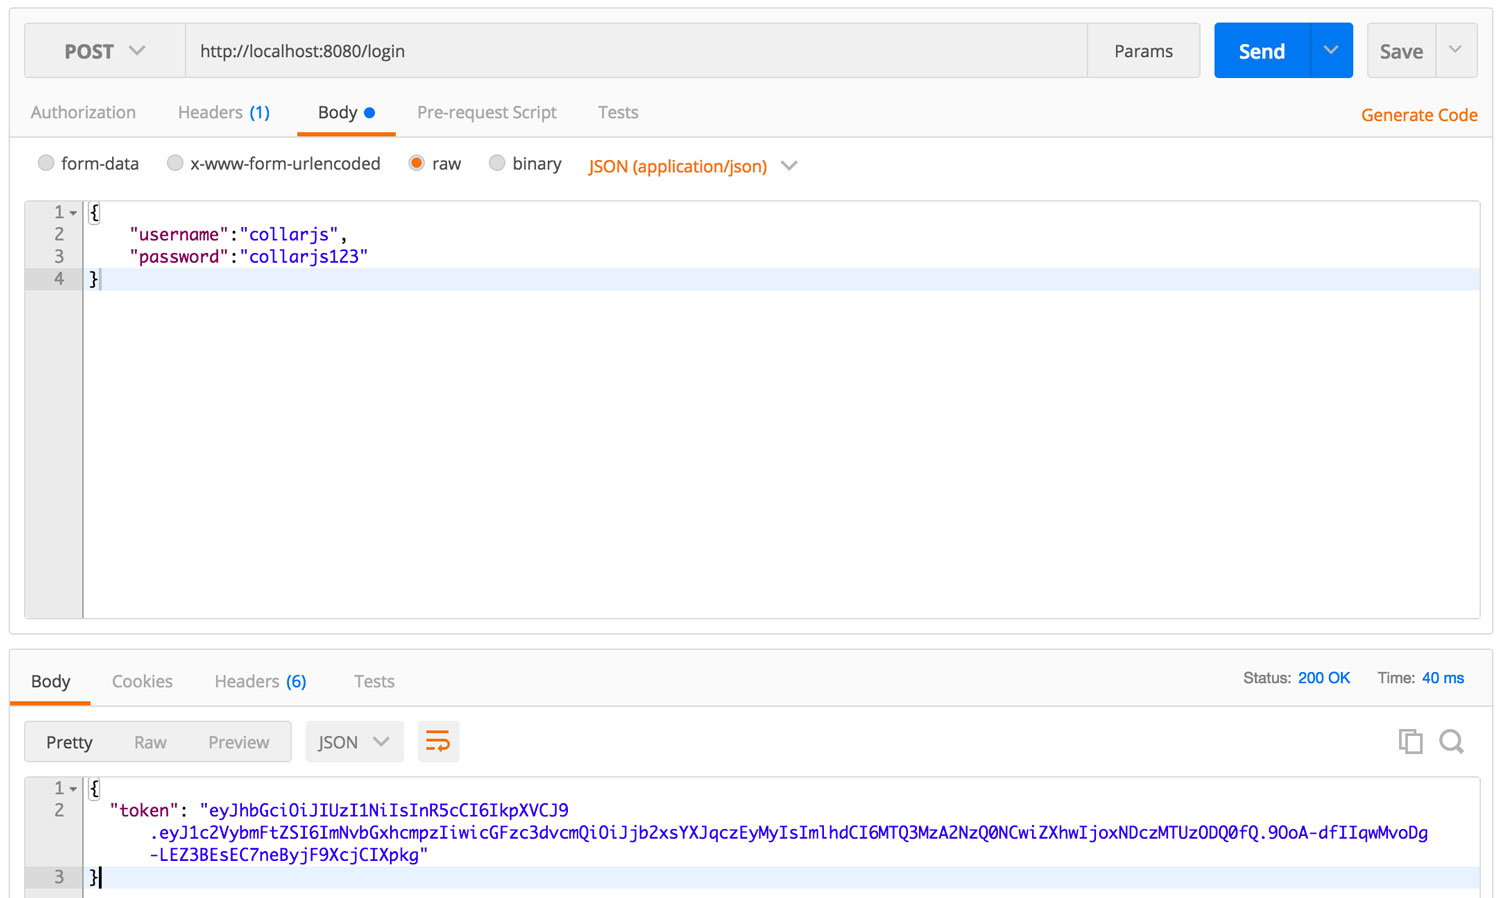 POST http://localhost:8080/login Params Send Save
Authorization Headers (1) Body Pre-request Script Tests Generate Code
form-data x-www-form-urlencoded raw binary JSON (application/json)
1 {
2 "username":"collarjs",
3 "password":"collarjs123"
4 }
Body Cookies Headers (6) Tests Status: 200 OK Time: 40 ms
Pretty Raw Preview JSON
1 {
2 "token": "eyJhbGciOiJIUzI1NiIsInR5cCI6IkpXVCJ9
.eyJ1c2VybmFtZSI6ImNvbGxhcmpzIiwicGFzc3dvcmQiOiJjb2xsYXJqczEyMyIsImlhdCI6MTQ3MzA2NzQ0NCwiZXhwIjoxNDczMTUzODQ0fQ.9OoA-dfIIqwMvoDg
-LEZ3BEsEC7neByjF9XcjCIXpkg"
3 }